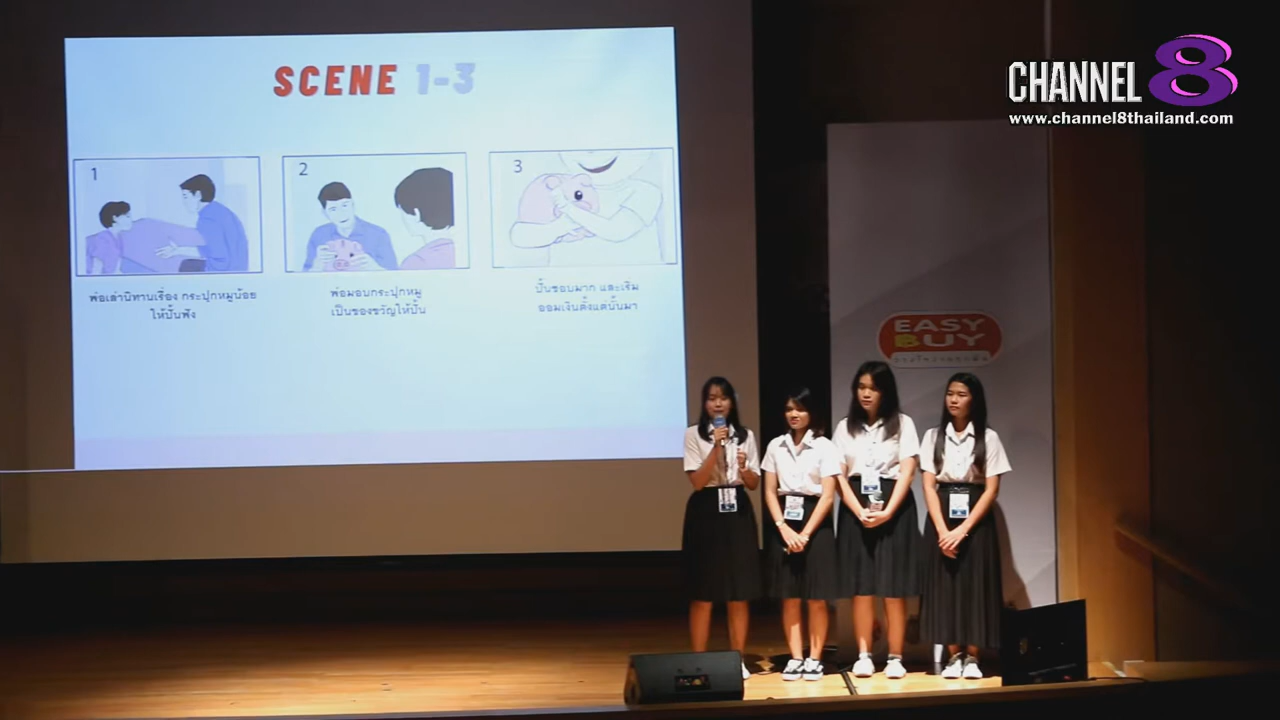 SCENE 1-3
1
2
3
พ่อเล่านิทานเรื่อง กระปุกหมูน้อย
ให้ปั้นฟัง
พ่อมอบกระปุกหมู
เป็นของขวัญให้ปั้น
ปั้นชอบมาก และเริ่ม
ออมเงินตั้งแต่นั้นมา
CHANNEL 8
www.channel8thailand.com
EASY
BUY